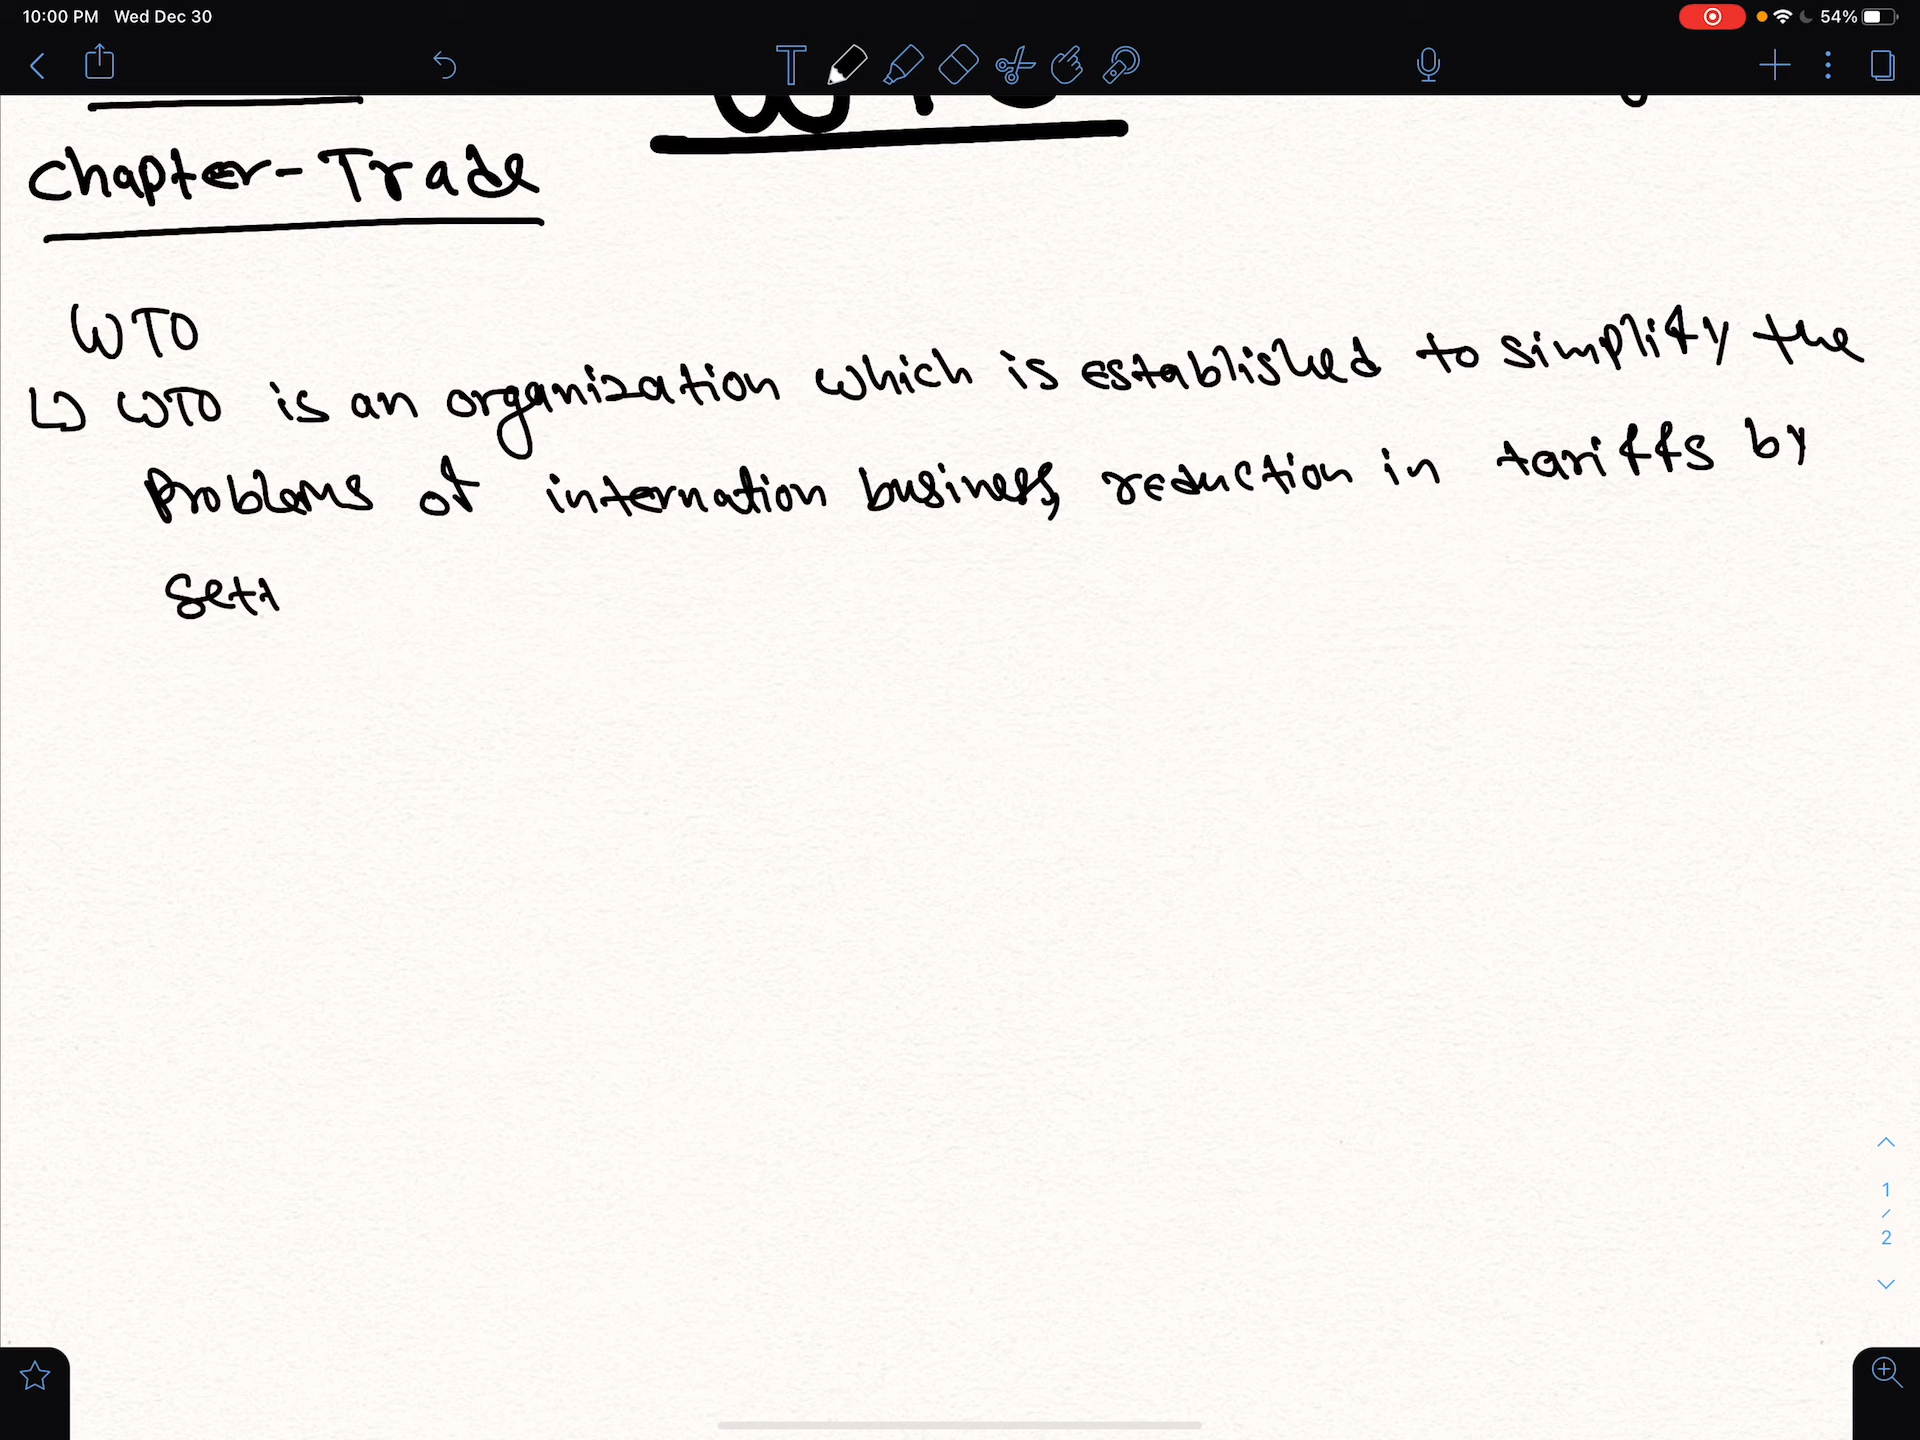 10:00 PM Wed Dec 30
54%
WTO
Chapter-Trade
WTO
↳ WTO is an organization which is established to simplify the
problems of internation business, reduction in tariffs by
setti
1
/
2